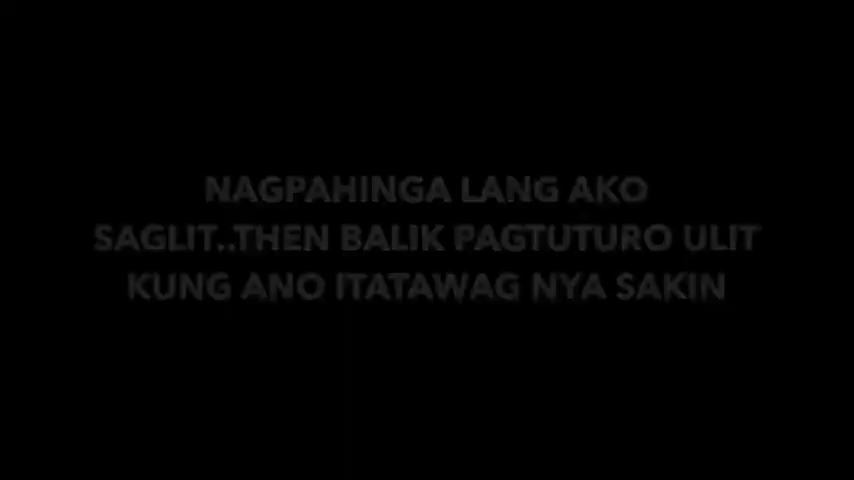 NAGPAHINGA LANG AKO
SAGLIT..THEN BALIK PAGTUTURO ULIT
KUNG ANO ITATAWAG NYA SAKIN